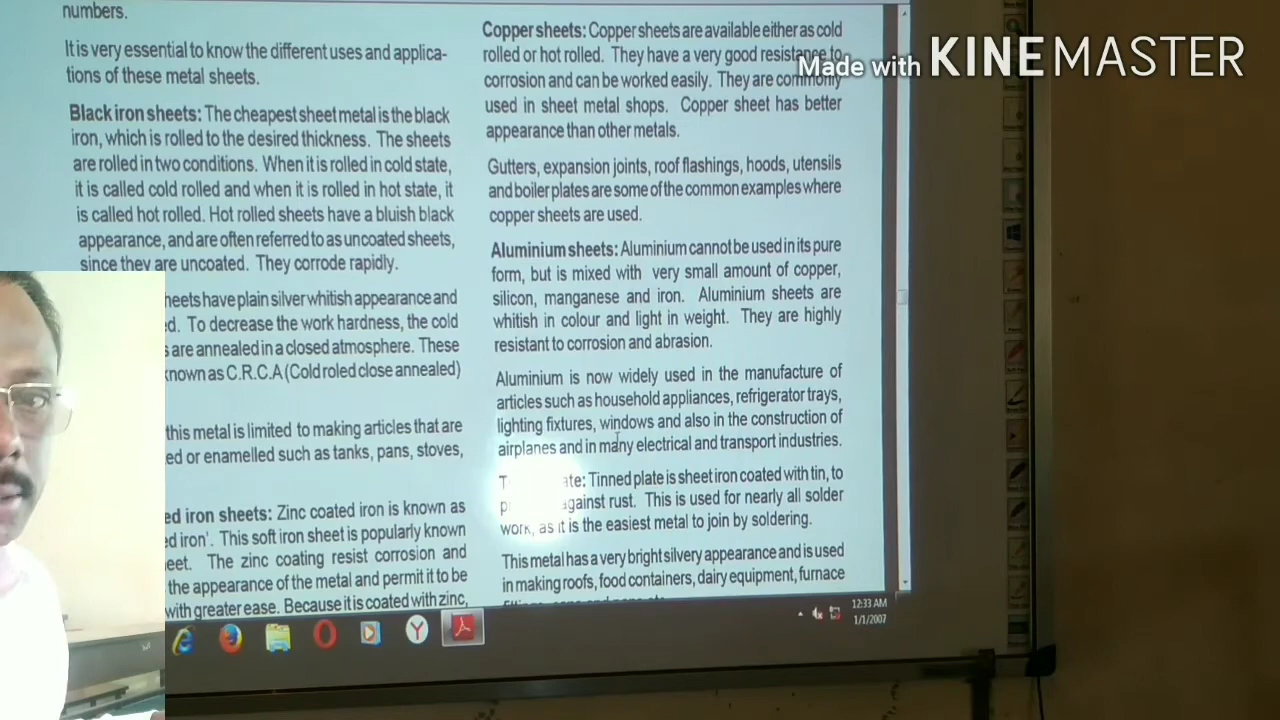 numbers.
It is very essential to know the different uses and applica-
tions of these metal sheets.
Black iron sheets: The cheapest sheet metal is the black
iron, which is rolled to the desired thickness. The sheets
are rolled in two conditions. When it is rolled in cold state,
it is called cold rolled and when it is rolled in hot state, it
is called hot rolled. Hot rolled sheets have a bluish black
appearance, and are often referred to as uncoated sheets,
since they are uncoated. They corrode rapidly.
heets have plain silver whitish appearance and
d. To decrease the work hardness, the cold
s are annealed in a closed atmosphere. These
known as C.R.C.A (Cold roled close annealed)
this metal is limited to making articles that are
ed or enamelled such as tanks, pans, stoves,
ed iron sheets: Zinc coated iron is known as
ed iron'. This soft iron sheet is popularly known
eet. The zinc coating resist corrosion and
the appearance of the metal and permit it to be
with greater ease. Because it is coated with zinc,
Copper sheets: Copper sheets are available either as cold
rolled or hot rolled. They have a very good resistance to
corrosion and can be worked easily. They are commonly
used in sheet metal shops. Copper sheet has better
appearance than other metals.
Gutters, expansion joints, roof flashings, hoods, utensils
and boiler plates are some of the common examples where
copper sheets are used.
Aluminium sheets: Aluminium cannot be used in its pure
form, but is mixed with very small amount of copper,
silicon, manganese and iron. Aluminium sheets are
whitish in colour and light in weight. They are highly
resistant to corrosion and abrasion.
Aluminium is now widely used in the manufacture of
articles such as household appliances, refrigerator trays,
lighting fixtures, windows and also in the construction of
airplanes and in many electrical and transport industries.
T ate: Tinned plate is sheet iron coated with tin, to
p against rust. This is used for nearly all solder
work, as it is the easiest metal to join by soldering.
This metal has a very bright silvery appearance and is used
in making roofs, food containers, dairy equipment, furnace
Made with KINEMASTER
12:33 AM
1/1/2007